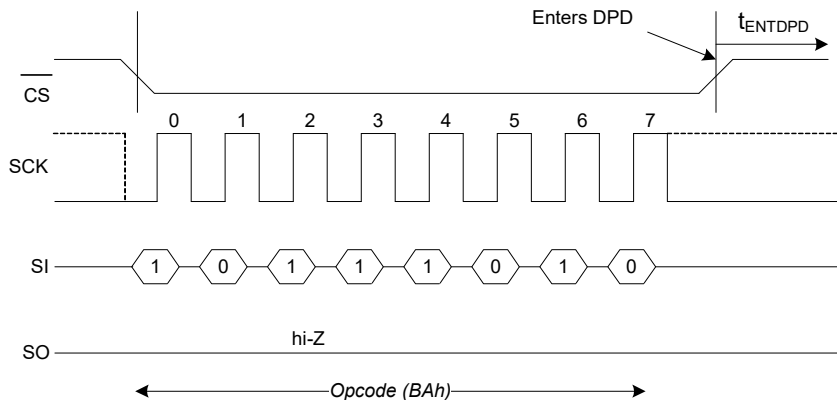 Enters DPD
tENTDPD
CS
0 1 2 3 4 5 6 7
SCK
SI 1 0 1 1 1 0 1 0
hi-Z
SO
Opcode (BAh)